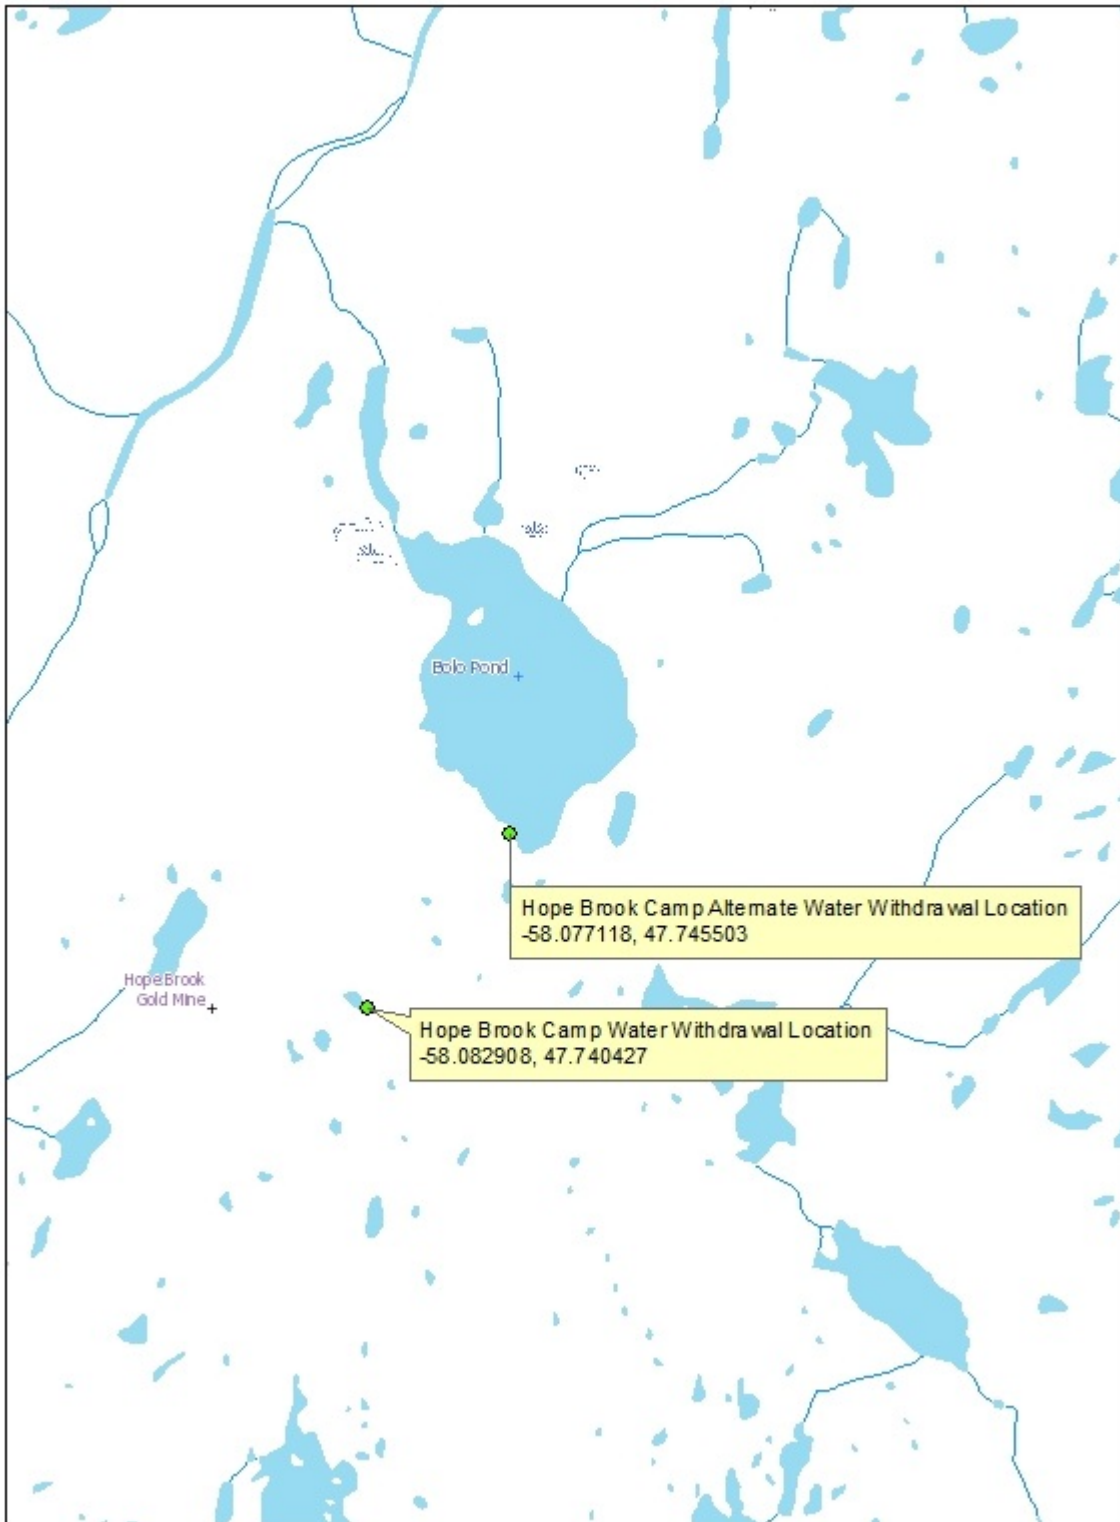 Bolo Pond
Hope Brook Camp Alternate Water Withdrawal Location
-58.077118, 47.745503
Hope Brook
Gold Mine
Hope Brook Camp Water Withdrawal Location
-58.082908, 47.740427